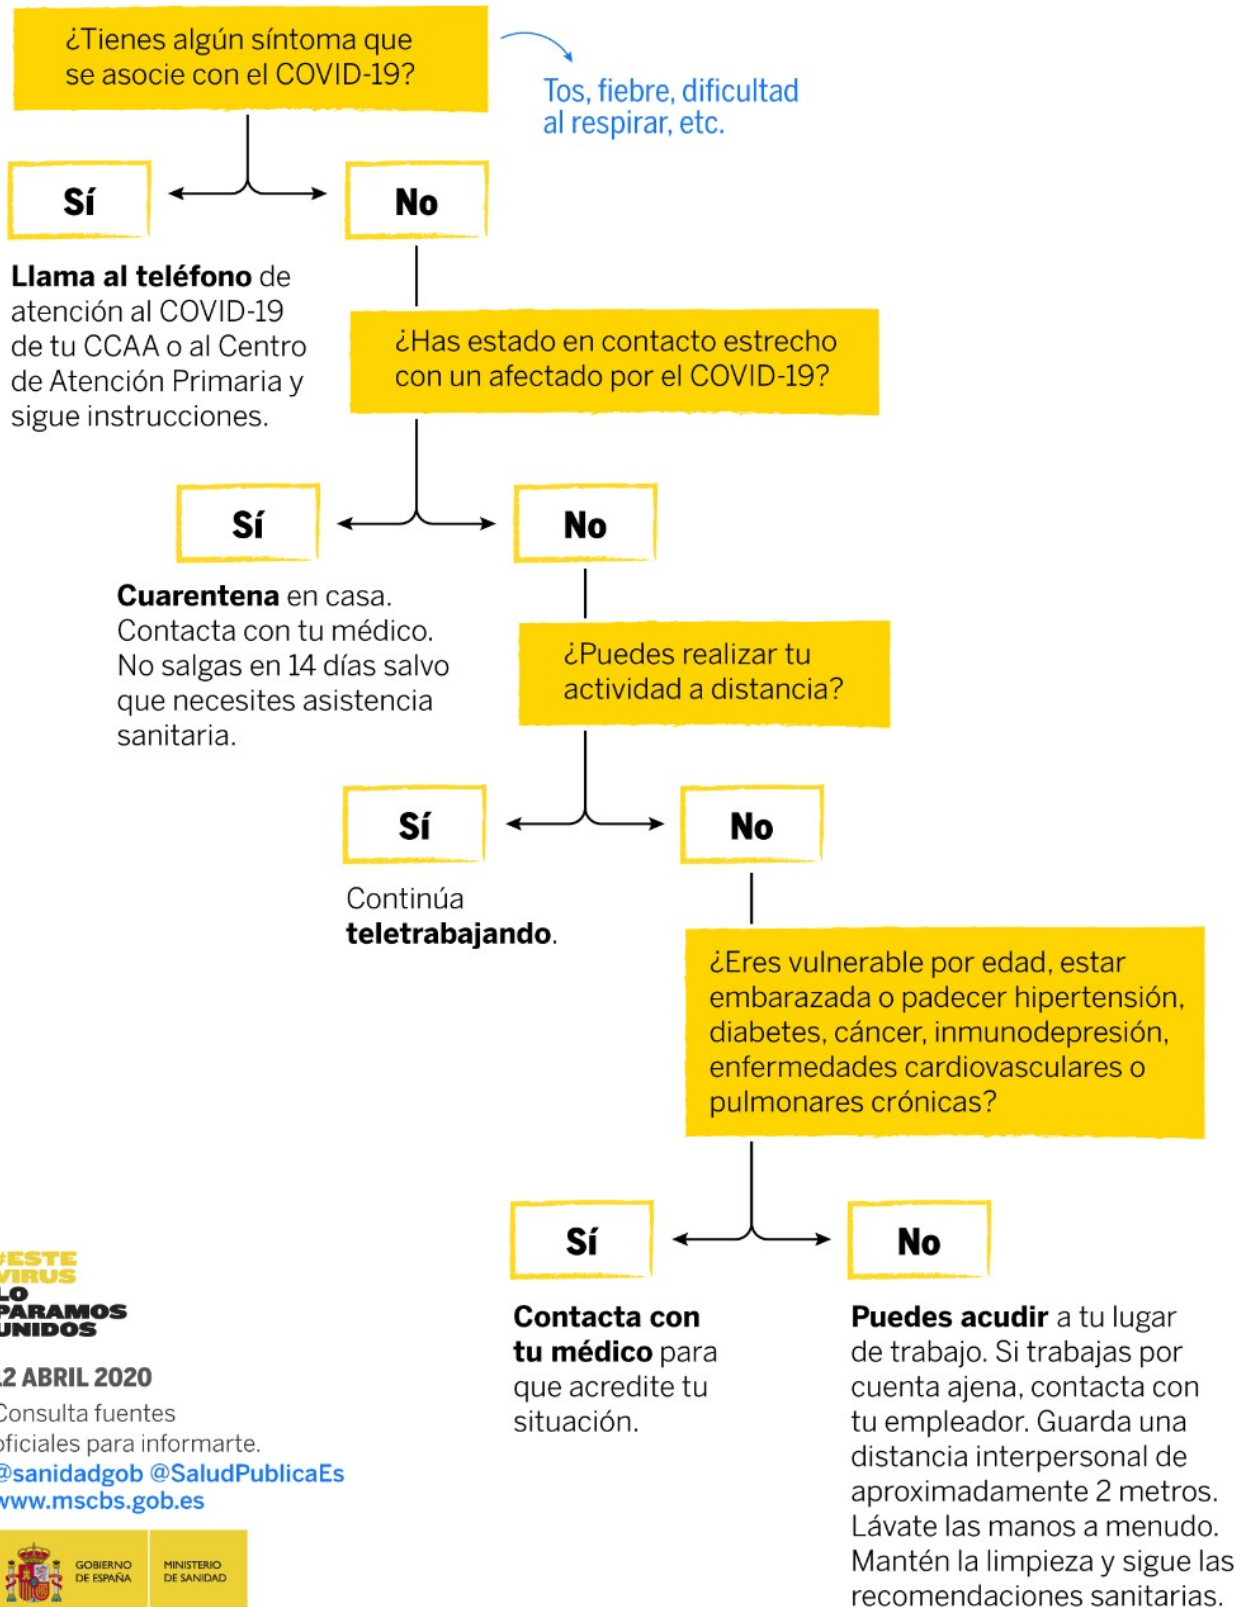 ¿Tienes algún síntoma que
se asocie con el COVID-19?
Tos, fiebre, dificultad
al respirar, etc.
Sí
No
Llama al teléfono de
atención al COVID-19
de tu CCAA o al Centro
de Atención Primaria y
sigue instrucciones.
¿Has estado en contacto estrecho
con un afectado por el COVID-19?
Sí
No
Cuarentena en casa.
Contacta con tu médico.
No salgas en 14 días salvo
que necesites asistencia
sanitaria.
¿Puedes realizar tu
actividad a distancia?
Sí
No
Continúa
teletrabajando.
¿Eres vulnerable por edad, estar
embarazada o padecer hipertensión,
diabetes, cáncer, inmunodepresión,
enfermedades cardiovasculares o
pulmonares crónicas?
Sí
No
Contacta con
tu médico para
que acredite tu
situación.
Puedes acudir a tu lugar
de trabajo. Si trabajas por
cuenta ajena, contacta con
tu empleador. Guarda una
distancia interpersonal de
aproximadamente 2 metros.
Lávate las manos a menudo.
Mantén la limpieza y sigue las
recomendaciones sanitarias.
#ESTE
VIRUS
LO
PARAMOS
UNIDOS
12 ABRIL 2020
Consulta fuentes
oficiales para informarte.
@sanidadgob @SaludPublicaEs
www.mscbs.gob.es
GOBIERNO
DE ESPAÑA
MINISTERIO
DE SANIDAD